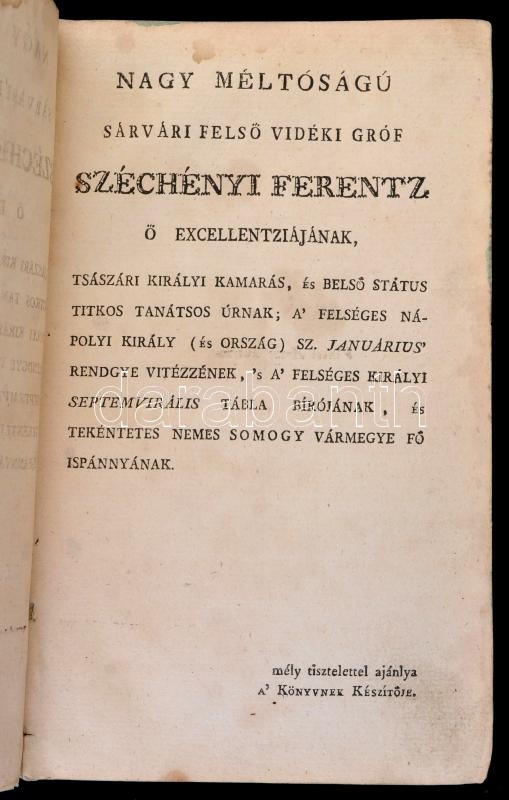 NAGY MÉLTÓSÁGÚ
SÁRVÁRI FELSŐ VIDÉKI GRÓF
SZÉCHÉNYI FERENTZ
Ő EXCELLENTZIÁJÁNAK,
TSÁSZÁRI KIRÁLYI KAMARÁS, és BELSŐ STÁTUS
TITKOS TANÁTSOS ÚRNAK; A' FELSÉGES NÁ-
POLYI KIRÁLY (és ORSZÁG) SZ. JANUÁRIUS'
RENDGYE VITÉZZÉNEK, 's A' FELSÉGES KIRÁLYI
SEPTEMVIRÁLIS TÁBLA BÍRÓJÁNAK, és
TEKÉNTETES NEMES SOMOGY VÁRMEGYE FŐ
ISPÁNNYÁNAK.
darabanth
mély tisztelettel ajánlya
A' KÖNYVNEK KÉSZÍTŐJE.